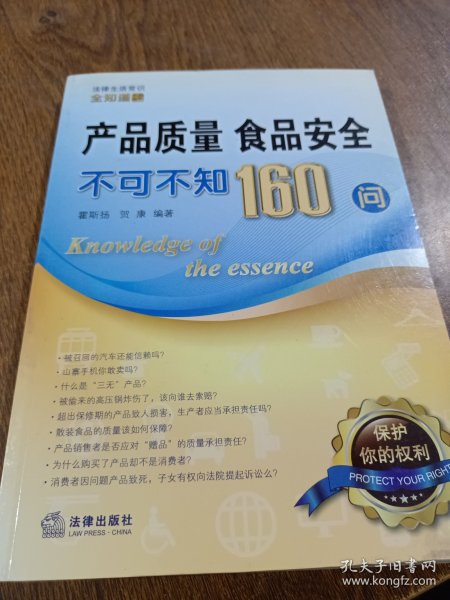 法律生活常识
全知道
产品质量 食品安全
不可不知160问
霍斯扬 贺 康 编著
Knowledge of
the essence
·被召回的汽车还能信赖吗?
·山寨手机你敢卖吗?
·什么是“三无”产品?
·被偷来的高压锅炸伤了,该向谁去索赔?
·超出保修期的产品致人损害,生产者应当承担责任吗?
·散装食品的质量该如何保障?
·产品销售者是否应对“赠品”的质量承担责任?
·为什么购买了产品却不是消费者?
·消费者因问题产品致死,子女有权向法院提起诉讼么?
保护
你的权利
PROTECT YOUR RIGHT
法律出版社
LAW PRESS·CHINA
孔夫子旧书网
www.kongfz.com